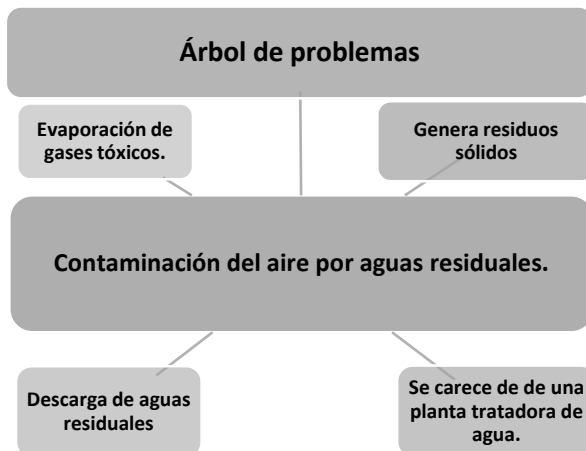 Árbol de problemas
Evaporación de
gases tóxicos.
Genera residuos
sólidos
Contaminación del aire por aguas residuales.
Descarga de aguas
residuales
Se carece de de una
planta tratadora de
agua.